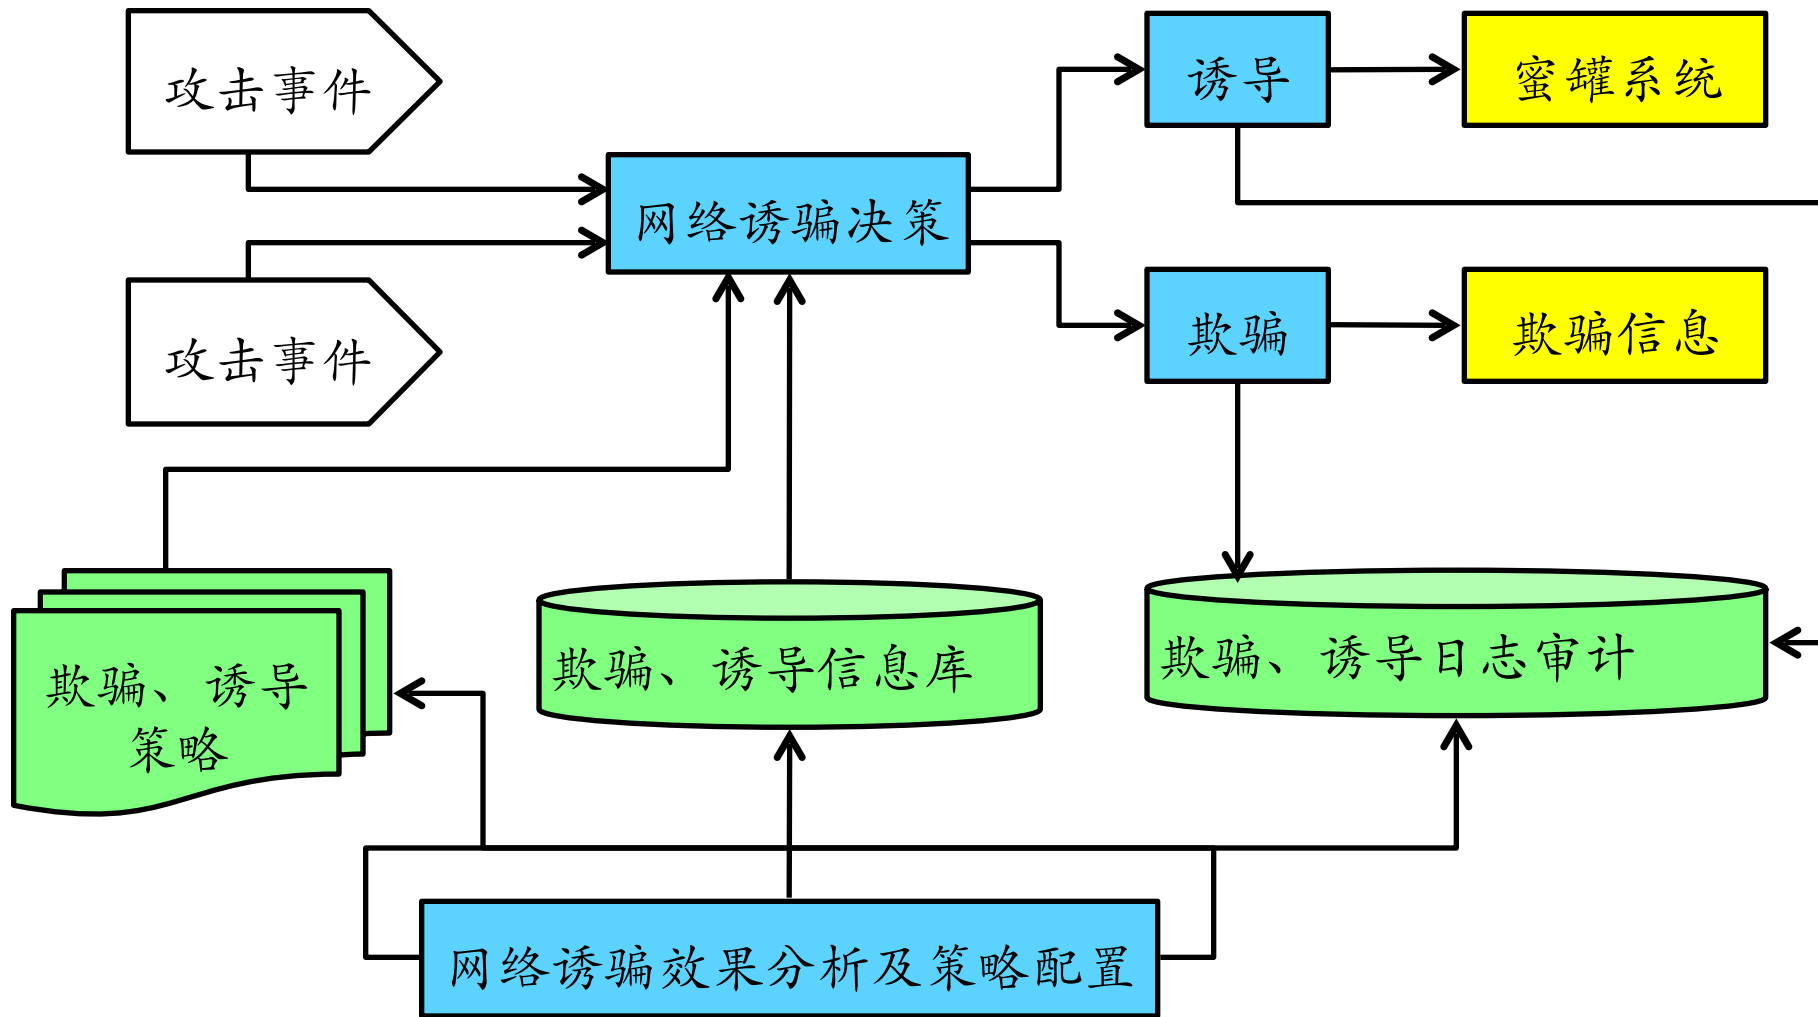 攻击事件
诱导
蜜罐系统
网络诱骗决策
攻击事件
欺骗
欺骗信息
欺骗、诱导
策略
欺骗、诱导信息库
欺骗、诱导日志审计
网络诱骗效果分析及策略配置